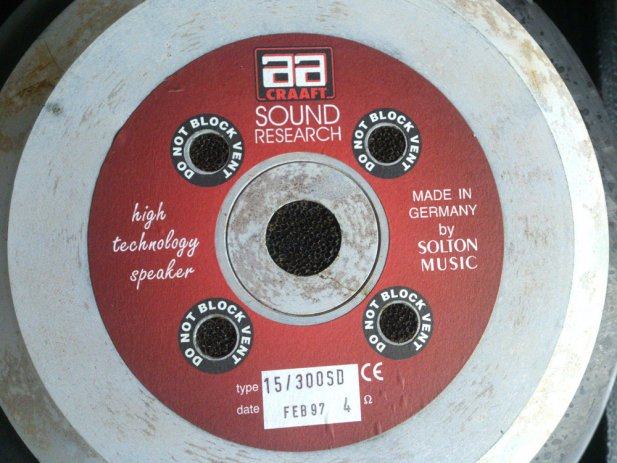 aa
CRAAFT
SOUND
RESEARCH
DO NOT BLOCK VENT
DO NOT BLOCK VENT
high
technology
speaker
MADE IN
GERMANY
by
SOLTON
MUSIC
DO NOT BLOCK VENT
DO NOT BLOCK VENT
type 15/300SD CE
date FEB97 4 Ω